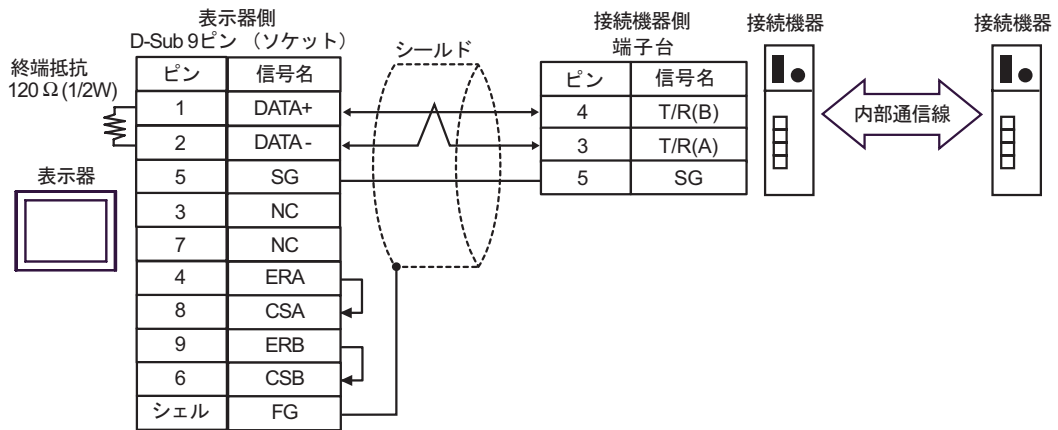 表示器側
D-Sub 9ピン （ソケット）
終端抵抗
120 Ω (1/2W)
ピン 信号名
1 DATA+
2 DATA-
5 SG
3 NC
7 NC
4 ERA
8 CSA
9 ERB
6 CSB
シェル FG
表示器
シールド
接続機器側
端子台
ピン 信号名
4 T/R(B)
3 T/R(A)
5 SG
接続機器
内部通信線
接続機器